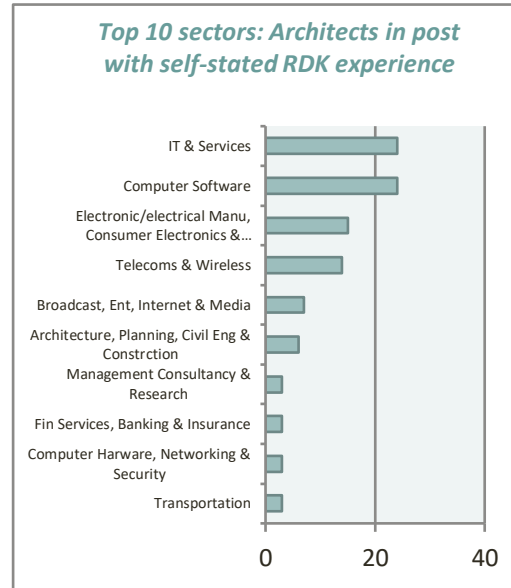 Top 10 sectors: Architects in post
with self-stated RDK experience
IT & Services
Computer Software
Electronic/electrical Manu,
Consumer Electronics &...
Telecoms & Wireless
Broadcast, Ent, Internet & Media
Architecture, Planning, Civil Eng &
Constrction
Management Consultancy &
Research
Fin Services, Banking & Insurance
Computer Harware, Networking &
Security
Transportation
0 20 40